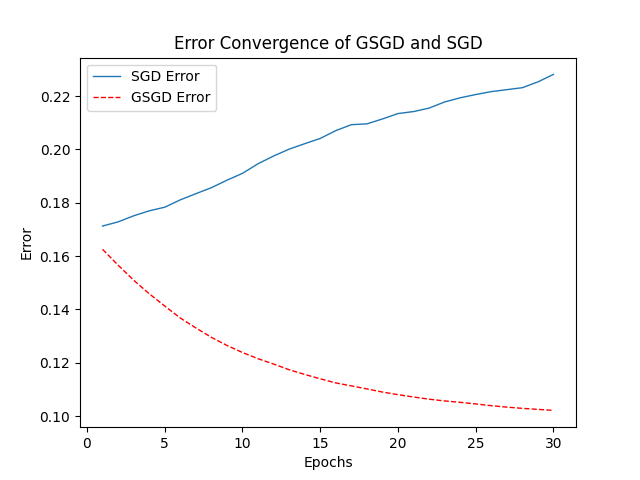 Error Convergence of GSGD and SGD
SGD Error
GSGD Error
0.22
0.20
0.18
0.16
0.14
0.12
0.10
Error
0 5 10 15 20 25 30
Epochs